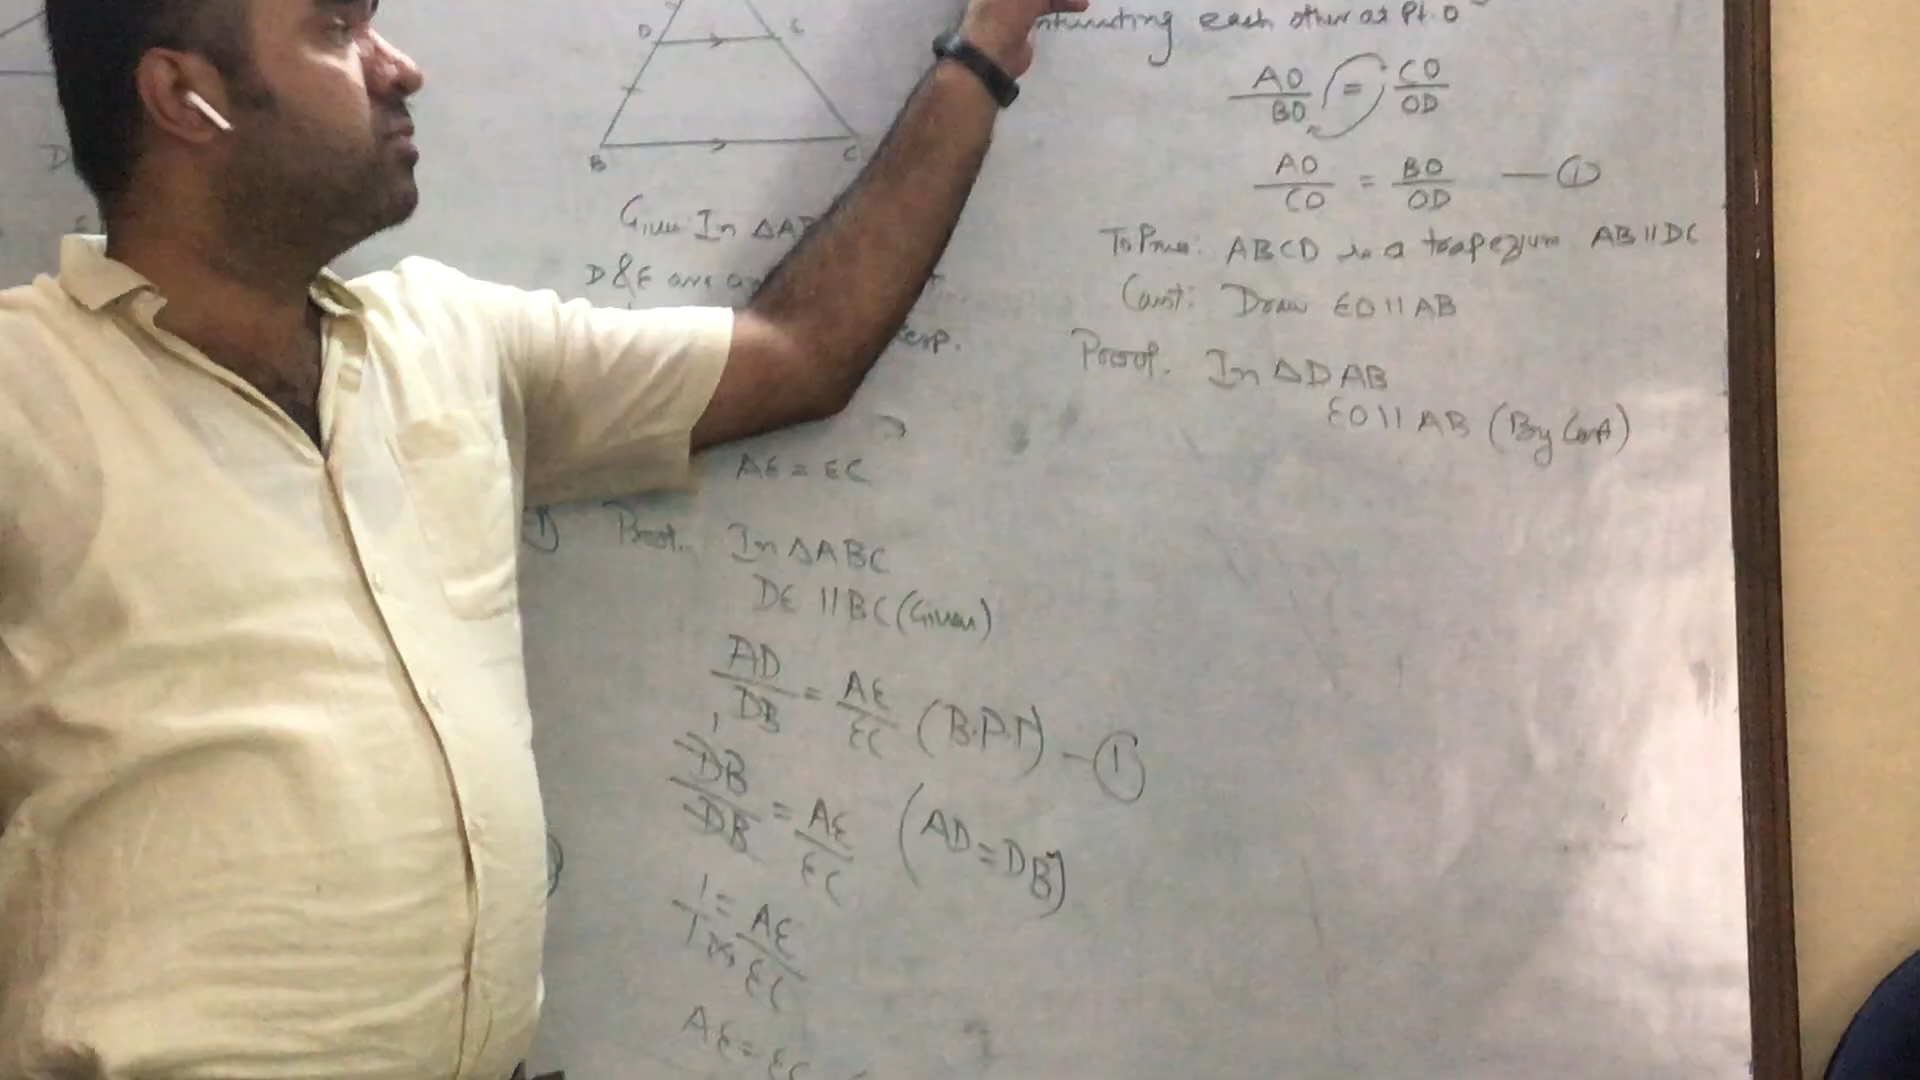 D
D E
B C
Given In ΔAB
D & E are
resp.
AE = EC
1) Proof. In ΔABC
DE || BC (Given)
AD/DB = AE/EC (B.P.T) — ①
DB/DB = AE/EC (AD = DB)
1/1 = AE/EC
AE = EC
each other at Pt. O
AO/BO = CO/OD
AO/CO = BO/OD — ①
To Prove: ABCD is a trapezium AB || DC
Const: Draw EO || AB
Proof. In ΔDAB
EO || AB (By Const)